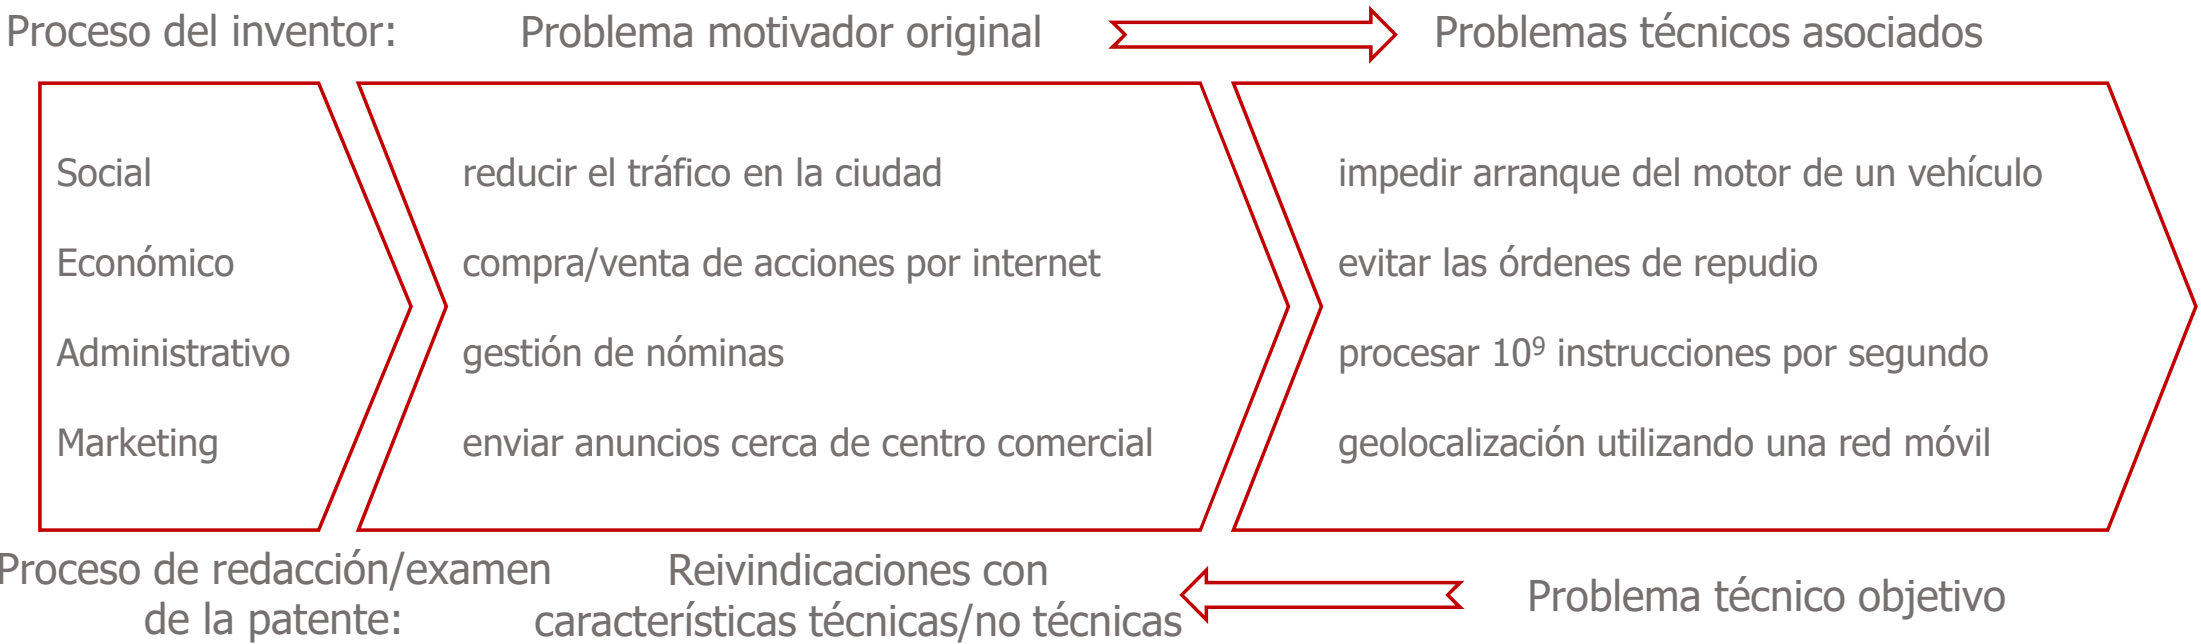 Proceso del inventor: Problema motivador original Problemas técnicos asociados
Social reducir el tráfico en la ciudad impedir arranque del motor de un vehículo
Económico compra/venta de acciones por internet evitar las órdenes de repudio
Administrativo gestión de nóminas procesar 10⁹ instrucciones por segundo
Marketing enviar anuncios cerca de centro comercial geolocalización utilizando una red móvil
Proceso de redacción/examen
de la patente:
Reivindicaciones con
características técnicas/no técnicas
Problema técnico objetivo